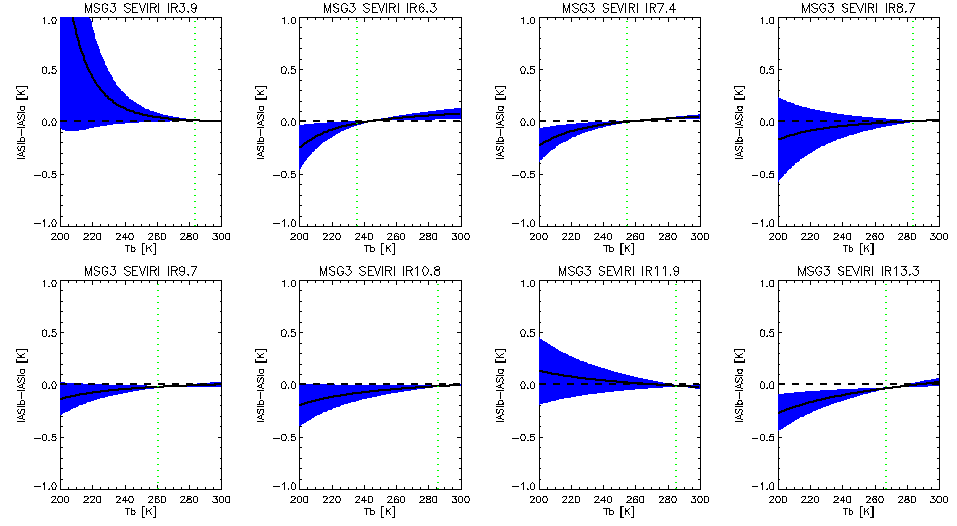 MSG3 SEVIRI IR3.9
MSG3 SEVIRI IR6.3
MSG3 SEVIRI IR7.4
MSG3 SEVIRI IR8.7
1.0
0.5
0.0
−0.5
−1.0
IASIb−IASIa [K]
200 220 240 260 280 300
Tb [K]
1.0
0.5
0.0
−0.5
−1.0
IASIb−IASIa [K]
200 220 240 260 280 300
Tb [K]
1.0
0.5
0.0
−0.5
−1.0
IASIb−IASIa [K]
200 220 240 260 280 300
Tb [K]
1.0
0.5
0.0
−0.5
−1.0
IASIb−IASIa [K]
200 220 240 260 280 300
Tb [K]
MSG3 SEVIRI IR9.7
MSG3 SEVIRI IR10.8
MSG3 SEVIRI IR11.9
MSG3 SEVIRI IR13.3
1.0
0.5
0.0
−0.5
−1.0
IASIb−IASIa [K]
200 220 240 260 280 300
Tb [K]
1.0
0.5
0.0
−0.5
−1.0
IASIb−IASIa [K]
200 220 240 260 280 300
Tb [K]
1.0
0.5
0.0
−0.5
−1.0
IASIb−IASIa [K]
200 220 240 260 280 300
Tb [K]
1.0
0.5
0.0
−0.5
−1.0
IASIb−IASIa [K]
200 220 240 260 280 300
Tb [K]